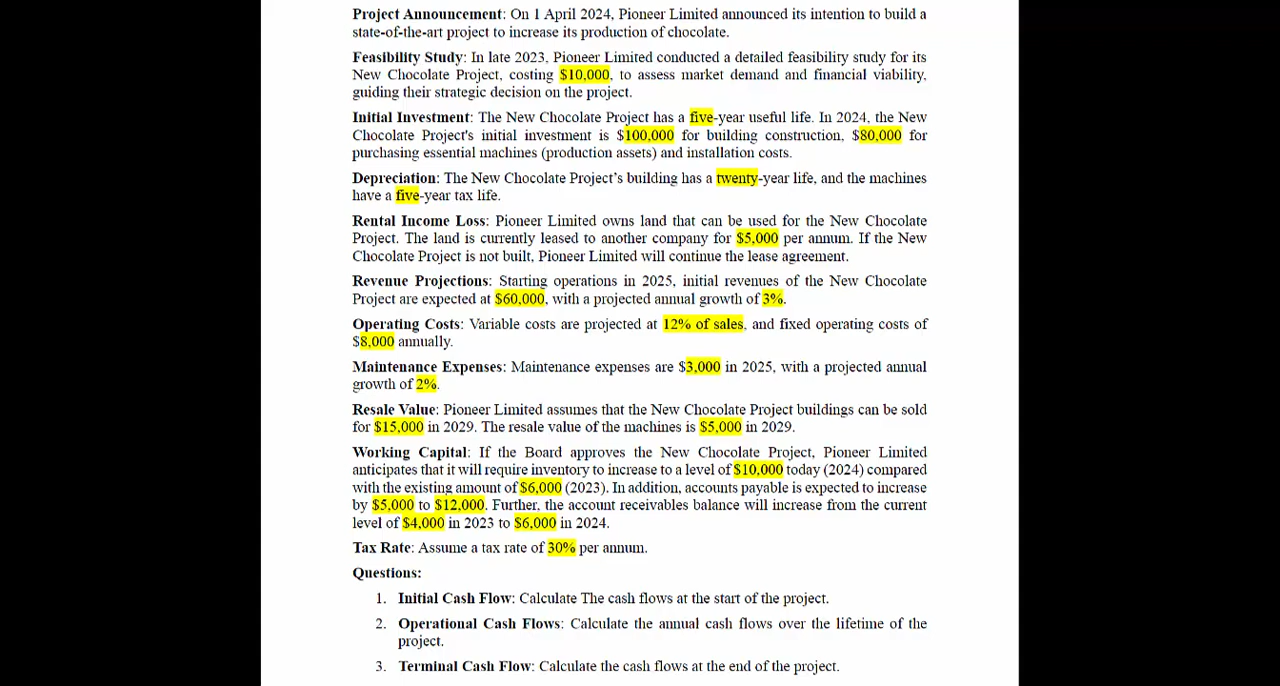 Project Announcement: On 1 April 2024, Pioneer Limited announced its intention to build a
state-of-the-art project to increase its production of chocolate.
Feasibility Study: In late 2023, Pioneer Limited conducted a detailed feasibility study for its
New Chocolate Project, costing $10,000, to assess market demand and financial viability,
guiding their strategic decision on the project.
Initial Investment: The New Chocolate Project has a five-year useful life. In 2024, the New
Chocolate Project's initial investment is $100,000 for building construction, $80,000 for
purchasing essential machines (production assets) and installation costs.
Depreciation: The New Chocolate Project's building has a twenty-year life, and the machines
have a five-year tax life.
Rental Income Loss: Pioneer Limited owns land that can be used for the New Chocolate
Project. The land is currently leased to another company for $5,000 per annum. If the New
Chocolate Project is not built, Pioneer Limited will continue the lease agreement.
Revenue Projections: Starting operations in 2025, initial revenues of the New Chocolate
Project are expected at $60,000, with a projected annual growth of 3%.
Operating Costs: Variable costs are projected at 12% of sales, and fixed operating costs of
$8,000 annually.
Maintenance Expenses: Maintenance expenses are $3,000 in 2025, with a projected annual
growth of 2%.
Resale Value: Pioneer Limited assumes that the New Chocolate Project buildings can be sold
for $15,000 in 2029. The resale value of the machines is $5,000 in 2029.
Working Capital: If the Board approves the New Chocolate Project, Pioneer Limited
anticipates that it will require inventory to increase to a level of $10,000 today (2024) compared
with the existing amount of $6,000 (2023). In addition, accounts payable is expected to increase
by $5,000 to $12,000. Further, the account receivables balance will increase from the current
level of $4,000 in 2023 to $6,000 in 2024.
Tax Rate: Assume a tax rate of 30% per annum.
Questions:
1. Initial Cash Flow: Calculate The cash flows at the start of the project.
2. Operational Cash Flows: Calculate the annual cash flows over the lifetime of the
project.
3. Terminal Cash Flow: Calculate the cash flows at the end of the project.